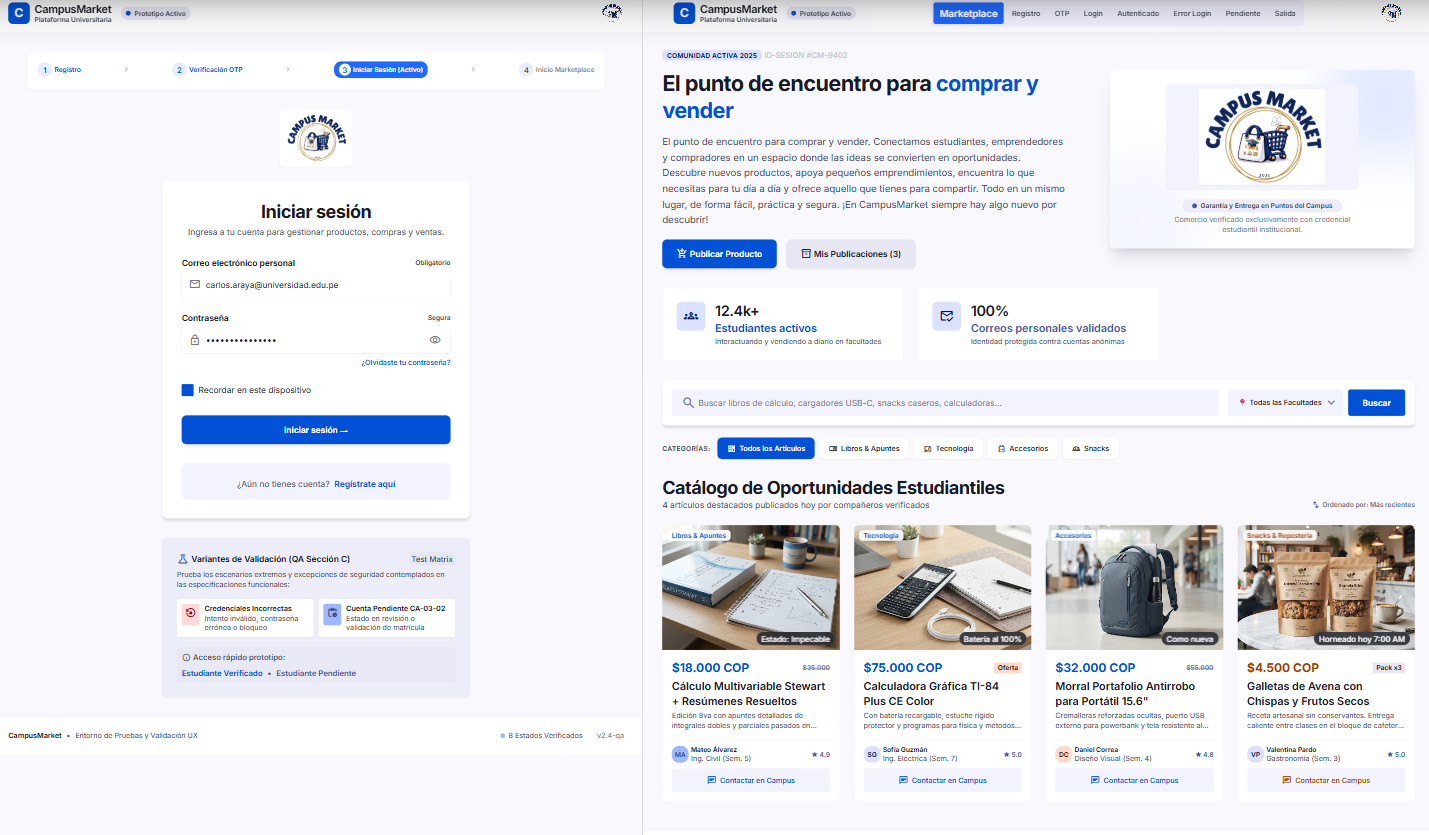 C CampusMarket
Plataforma Universitaria
Prototipo Activo
1 Registro
2 Verificación OTP
3 Iniciar Sesión (Activo)
4 Inicio Marketplace
CAMPUS MARKET
Iniciar sesión
Ingresa a tu cuenta para gestionar productos, compras y ventas.
Correo electrónico personal
Obligatorio
carlos.araya@universidad.edu.pe
Contraseña
Segura
•••••••••••••••
¿Olvidaste tu contraseña?
Recordar en este dispositivo
Iniciar sesión →
¿Aún no tienes cuenta? Regístrate aquí
Variantes de Validación (QA Sección C)
Test Matrix
Prueba los escenarios extremos y excepciones de seguridad contemplados en
las especificaciones funcionales:
Credenciales Incorrectas
Intento inválido, contraseña
errónea o bloqueo
Cuenta Pendiente CA-03-02
Estado en revisión o
validación de matrícula
Acceso rápido prototipo:
Estudiante Verificado • Estudiante Pendiente
CampusMarket • Entorno de Pruebas y Validación UX
8 Estados Verificados
v2.4-qa
C CampusMarket
Plataforma Universitaria
Prototipo Activo
Marketplace
Registro
OTP
Login
Autenticado
Error Login
Pendiente
Salida
COMUNIDAD ACTIVA 2025
ID-SESION #CM-9402
El punto de encuentro para comprar y
vender
El punto de encuentro para comprar y vender. Conectamos estudiantes, emprendedores
y compradores en un espacio donde las ideas se convierten en oportunidades.
Descubre nuevos productos, apoya pequeños emprendimientos, encuentra lo que
necesitas para tu día a día y ofrece aquello que tienes para compartir. Todo en un mismo
lugar, de forma fácil, práctica y segura. ¡En CampusMarket siempre hay algo nuevo por
descubrir!
Publicar Producto
Mis Publicaciones (3)
CAMPUS MARKET
2025
Garantía y Entrega en Puntos del Campus
Comercio verificado exclusivamente con credencial
estudiantil institucional.
12.4k+
Estudiantes activos
Interactuando y vendiendo a diario en facultades
100%
Correos personales validados
Identidad protegida contra cuentas anónimas
Buscar libros de cálculo, cargadores USB-C, snacks caseros, calculadoras...
Todas las Facultades
Buscar
CATEGORÍAS:
Todos los Artículos
Libros & Apuntes
Tecnología
Accesorios
Snacks
Catálogo de Oportunidades Estudiantiles
4 artículos destacados publicados hoy por compañeros verificados
Ordenado por: Más recientes
Libros & Apuntes
Estado: Impecable
$18.000 COP
$35.000
Cálculo Multivariable Stewart
+ Resúmenes Resueltos
Edición 8va con apuntes detallados de
integrales dobles y parciales pasados en...
MA
Mateo Álvarez
Ing. Civil (Sem. 5)
★ 4.9
Contactar en Campus
Tecnología
Batería al 100%
$75.000 COP
Oferta
Calculadora Gráfica TI-84
Plus CE Color
Con batería recargable, estuche rígido
protector y programas para física y métodos...
SG
Sofía Guzmán
Ing. Eléctrica (Sem. 7)
★ 5.0
Contactar en Campus
Accesorios
Como nueva
$32.000 COP
$55.000
Morral Portafolio Antirrobo
para Portátil 15.6"
Cremalleras reforzadas ocultas, puerto USB
externo para powerbank y tela resistente al...
DC
Daniel Correa
Diseño Visual (Sem. 4)
★ 4.8
Contactar en Campus
Snacks & Repostería
Horneado hoy 7:00 AM
$4.500 COP
Pack x3
Galletas de Avena con
Chispas y Frutos Secos
Receta artesanal sin conservantes. Entrega
caliente entre clases en el bloque de cafeter...
VP
Valentina Pardo
Gastronomía (Sem. 3)
★ 5.0
Contactar en Campus